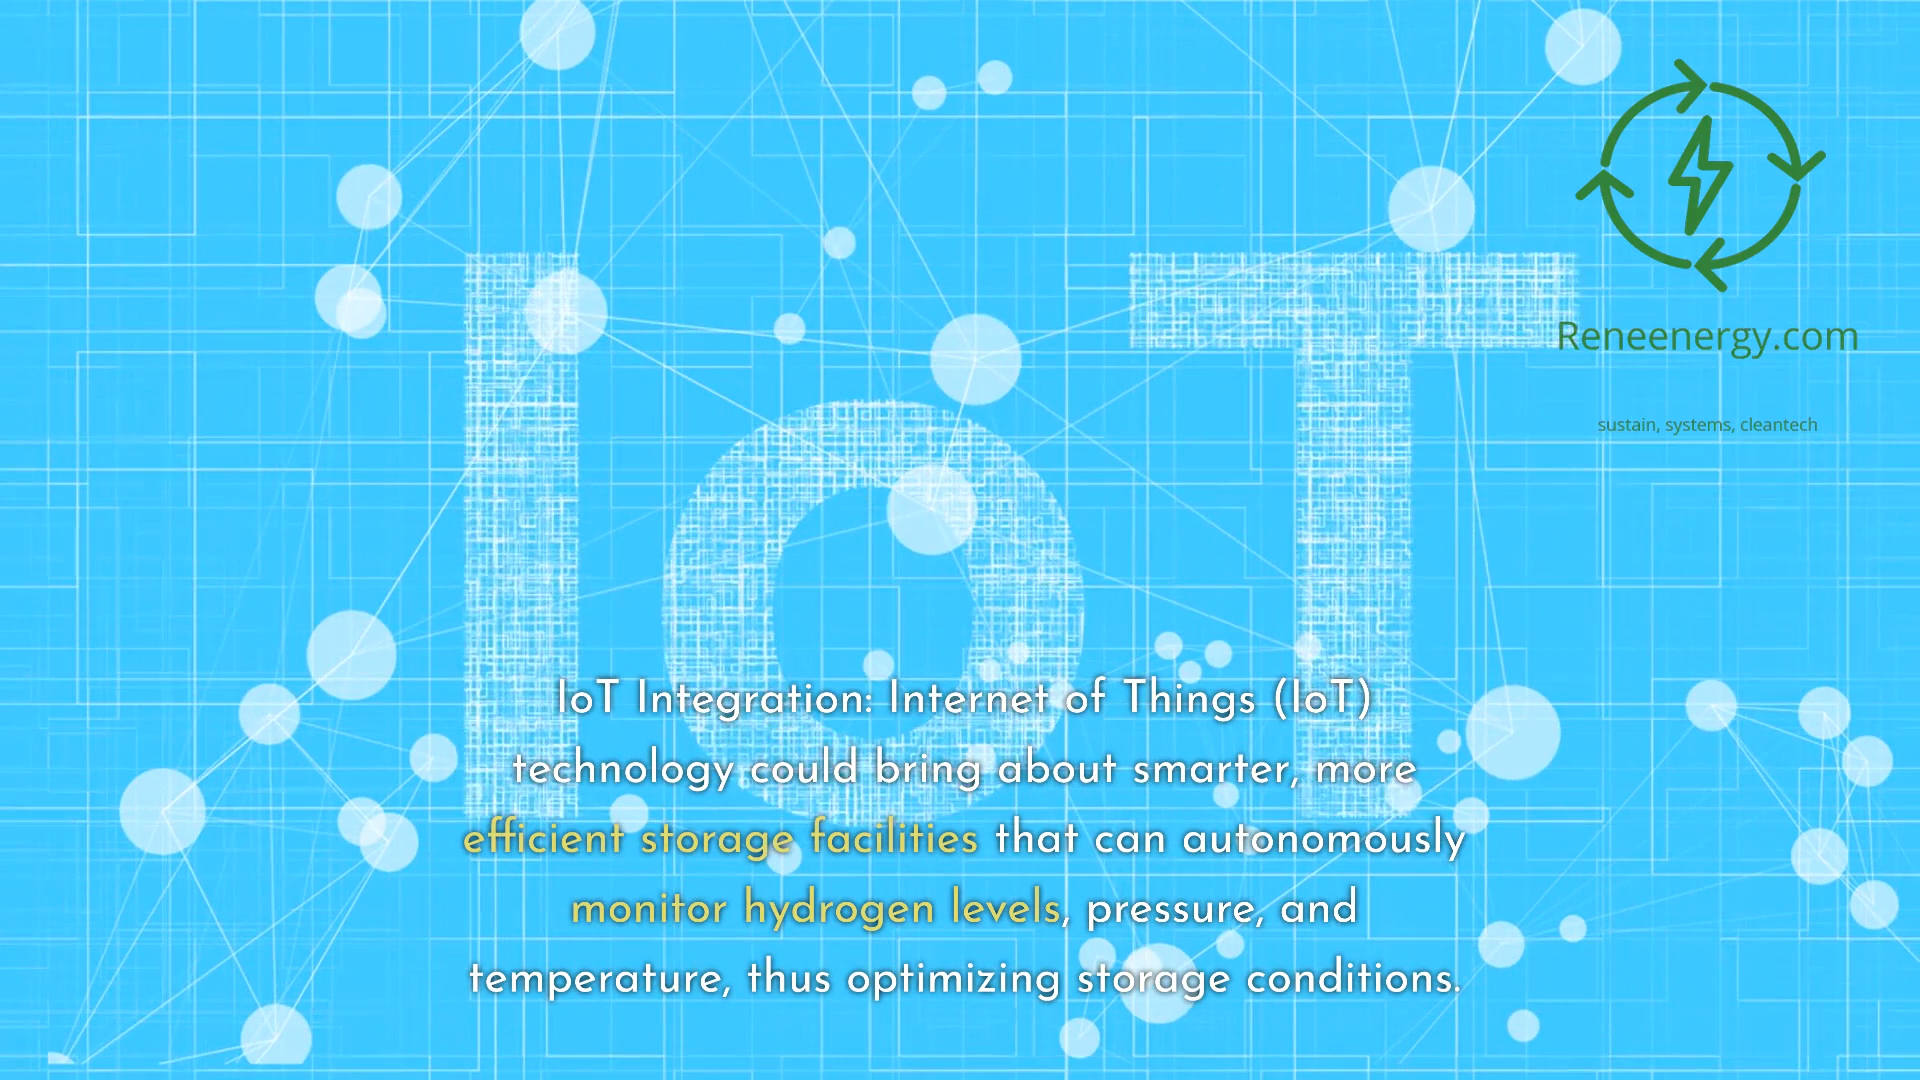 IoT
Reneenergy.com
sustain, systems, cleantech
IoT Integration: Internet of Things (IoT)
technology could bring about smarter, more
efficient storage facilities that can autonomously
monitor hydrogen levels, pressure, and
temperature, thus optimizing storage conditions.